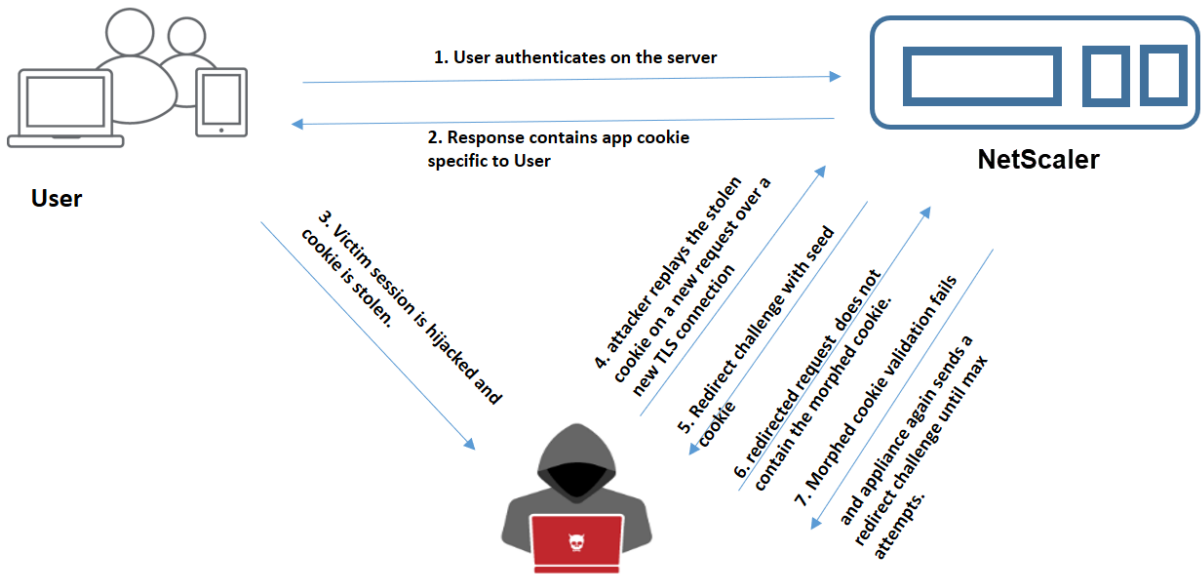 1. User authenticates on the server
2. Response contains app cookie
specific to User
NetScaler
User
3. Victim session is hijacked and
cookie is stolen.
4. attacker replays the stolen
cookie on a new request over a
new TLS connection
5. Redirect challenge with seed
cookie
6. redirected request does not
contain the morphed cookie.
7. Morphed cookie validation fails
and appliance again sends a
redirect challenge until max
attempts.